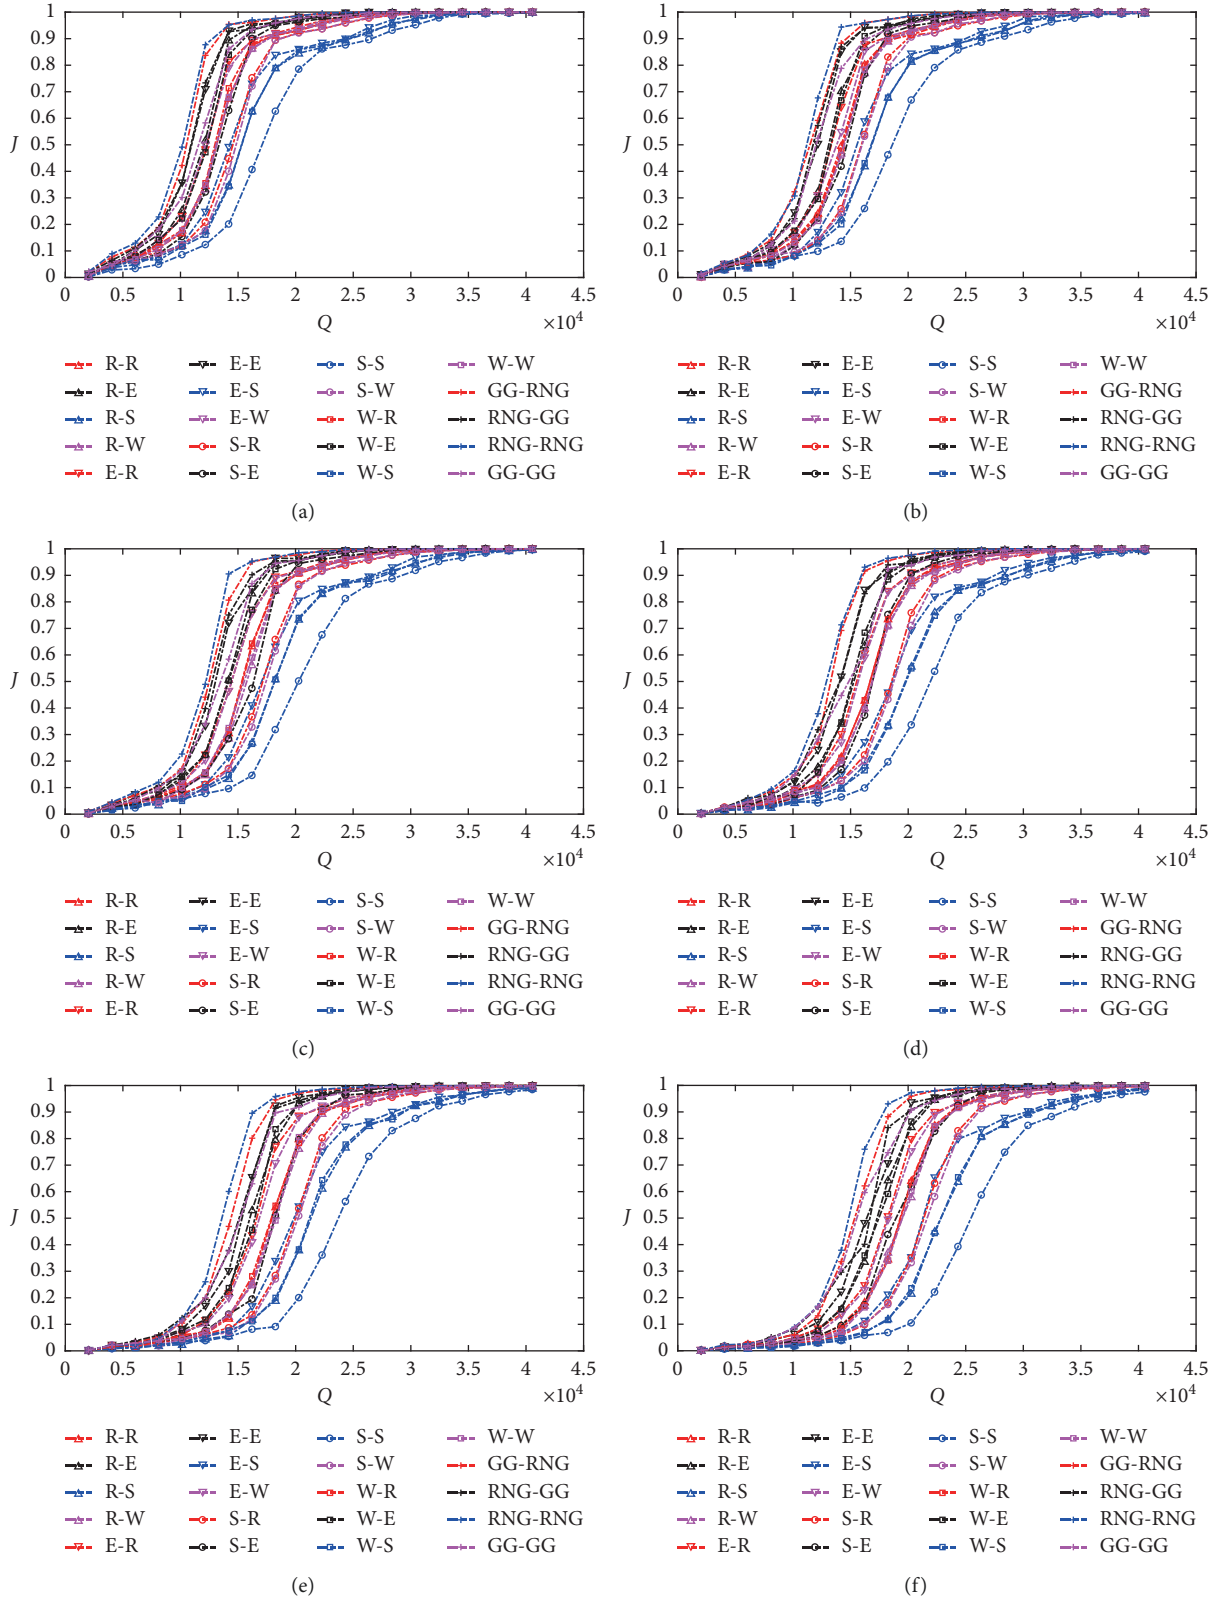 1
0.9
0.8
0.7
0.6
J 0.5
0.4
0.3
0.2
0.1
0
0 0.5 1 1.5 2 2.5 3 3.5 4 4.5
Q ×10⁴
R-R E-E S-S W-W
R-E E-S S-W GG-RNG
R-S E-W W-R RNG-GG
R-W S-R W-E RNG-RNG
E-R S-E W-S GG-GG
(a)
1
0.9
0.8
0.7
0.6
J 0.5
0.4
0.3
0.2
0.1
0
0 0.5 1 1.5 2 2.5 3 3.5 4 4.5
Q ×10⁴
R-R E-E S-S W-W
R-E E-S S-W GG-RNG
R-S E-W W-R RNG-GG
R-W S-R W-E RNG-RNG
E-R S-E W-S GG-GG
(b)
1
0.9
0.8
0.7
0.6
J 0.5
0.4
0.3
0.2
0.1
0
0 0.5 1 1.5 2 2.5 3 3.5 4 4.5
Q ×10⁴
R-R E-E S-S W-W
R-E E-S S-W GG-RNG
R-S E-W W-R RNG-GG
R-W S-R W-E RNG-RNG
E-R S-E W-S GG-GG
(c)
1
0.9
0.8
0.7
0.6
J 0.5
0.4
0.3
0.2
0.1
0
0 0.5 1 1.5 2 2.5 3 3.5 4 4.5
Q ×10⁴
R-R E-E S-S W-W
R-E E-S S-W GG-RNG
R-S E-W W-R RNG-GG
R-W S-R W-E RNG-RNG
E-R S-E W-S GG-GG
(d)
1
0.9
0.8
0.7
0.6
J 0.5
0.4
0.3
0.2
0.1
0
0 0.5 1 1.5 2 2.5 3 3.5 4 4.5
Q ×10⁴
R-R E-E S-S W-W
R-E E-S S-W GG-RNG
R-S E-W W-R RNG-GG
R-W S-R W-E RNG-RNG
E-R S-E W-S GG-GG
(e)
1
0.9
0.8
0.7
0.6
J 0.5
0.4
0.3
0.2
0.1
0
0 0.5 1 1.5 2 2.5 3 3.5 4 4.5
Q ×10⁴
R-R E-E S-S W-W
R-E E-S S-W GG-RNG
R-S E-W W-R RNG-GG
R-W S-R W-E RNG-RNG
E-R S-E W-S GG-GG
(f)